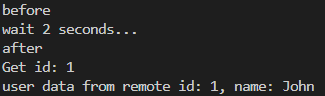 before
wait 2 seconds...
after
Get id: 1
user data from remote id: 1, name: John